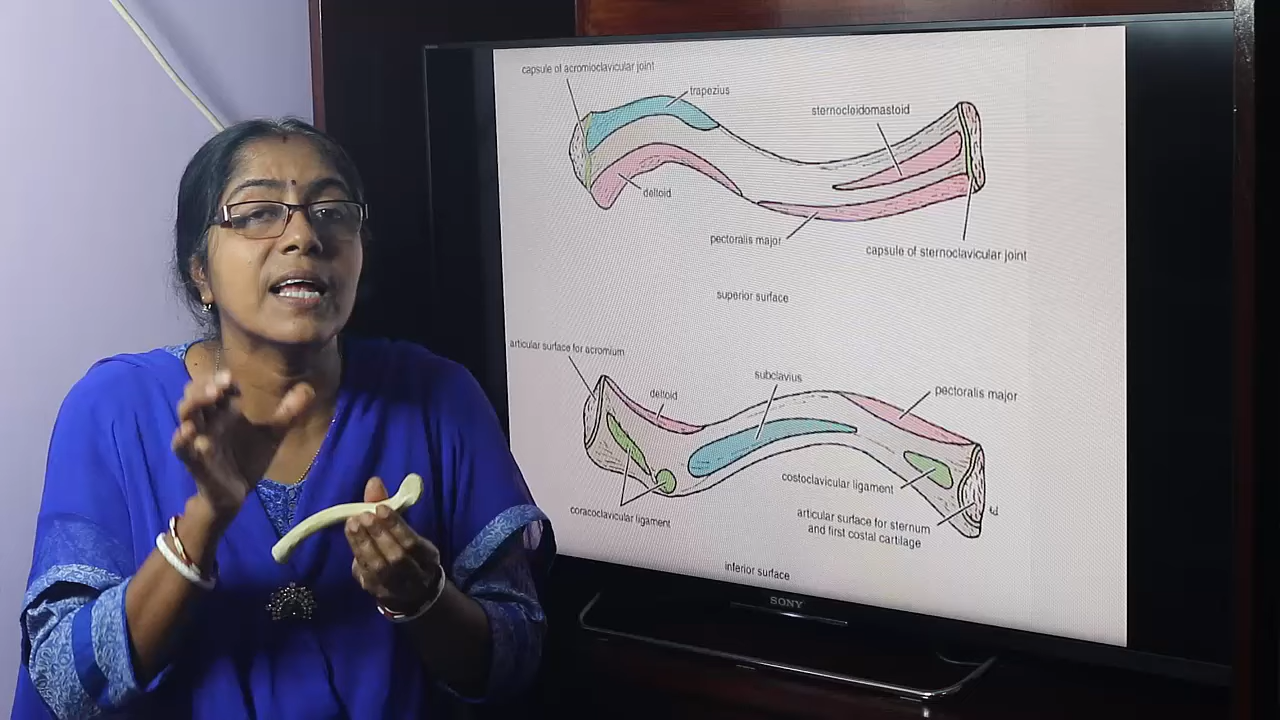 capsule of acromioclavicular joint
trapezius
sternocleidomastoid
deltoid
pectoralis major
capsule of sternoclavicular joint
superior surface
articular surface for acromium
deltoid
subclavius
pectoralis major
costoclavicular ligament
coracoclavicular ligament
articular surface for sternum
and first costal cartilage
inferior surface
SONY